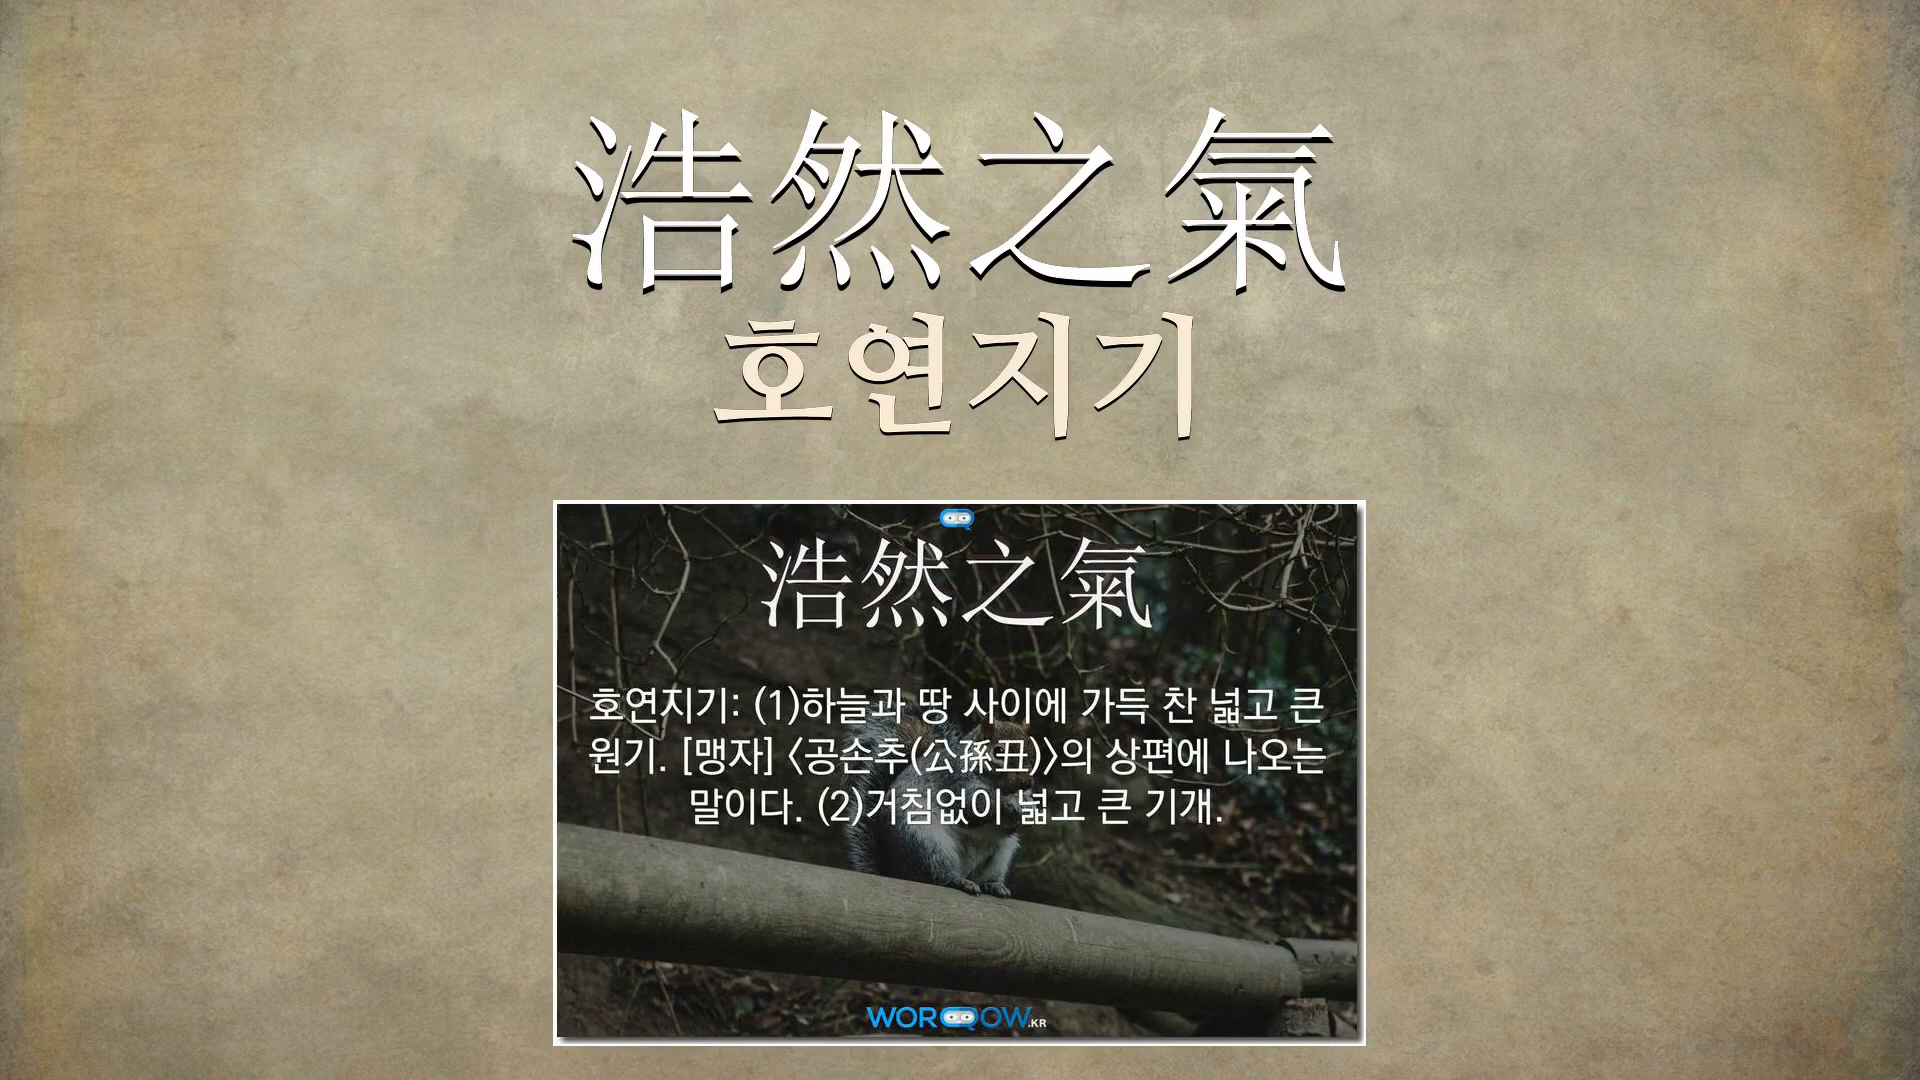 浩然之氣
호연지기
浩然之氣
호연지기: (1)하늘과 땅 사이에 가득 찬 넓고 큰
원기. [맹자] 〈공손추(公孫丑)〉의 상편에 나오는
말이다. (2)거침없이 넓고 큰 기개.
WORQQOW.KR